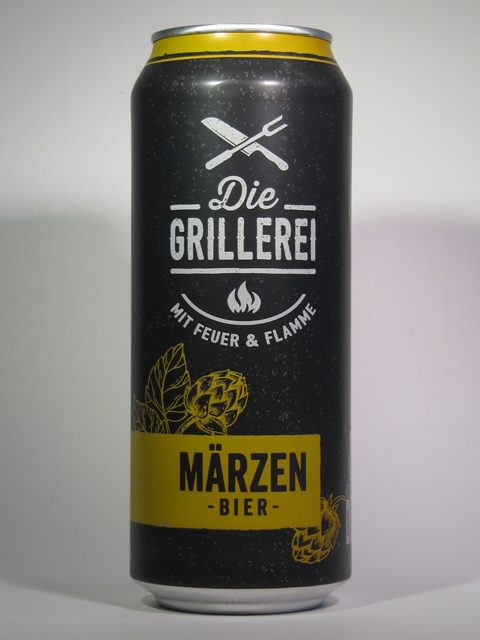 Die
GRILLEREI
MIT FEUER & FLAMME
MÄRZEN
-BIER-